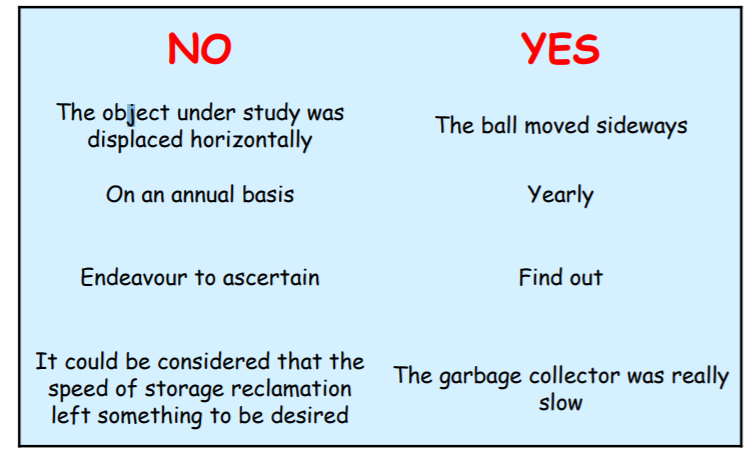 NO YES
The object under study was
displaced horizontally
The ball moved sideways
On an annual basis
Yearly
Endeavour to ascertain
Find out
It could be considered that the
speed of storage reclamation
left something to be desired
The garbage collector was really
slow